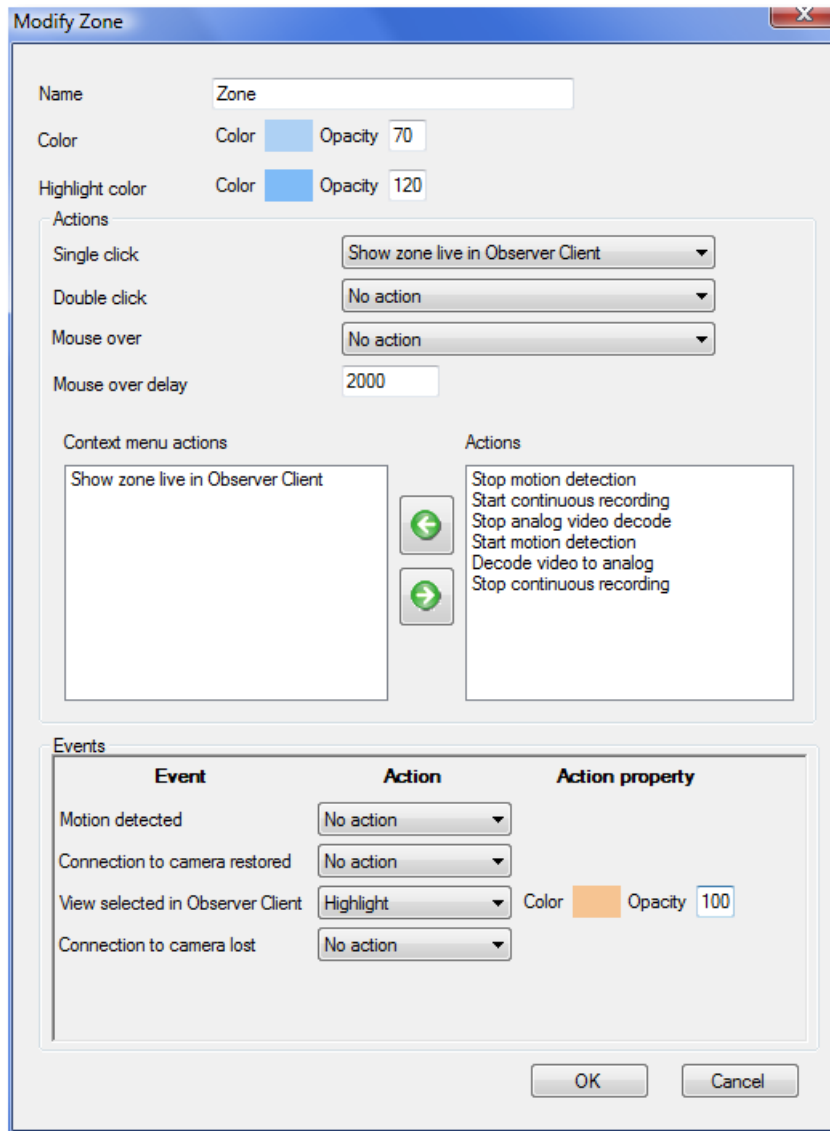 Modify Zone
X
Name Zone
Color Color Opacity 70
Highlight color Color Opacity 120
Actions
Single click Show zone live in Observer Client
Double click No action
Mouse over No action
Mouse over delay 2000
Context menu actions Actions
Show zone live in Observer Client Stop motion detection
Start continuous recording
Stop analog video decode
Start motion detection
Decode video to analog
Stop continuous recording
Events
Event Action Action property
Motion detected No action
Connection to camera restored No action
View selected in Observer Client Highlight Color Opacity 100
Connection to camera lost No action
OK Cancel